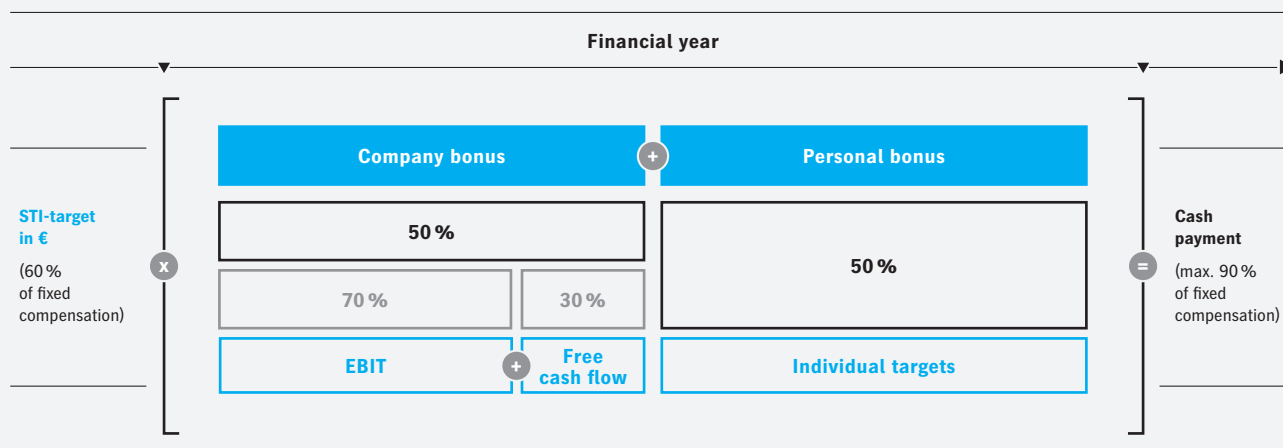 Financial year
Company bonus
+
Personal bonus
STI-target
in €
(60 %
of fixed
compensation)
x
50 %
70 %
30 %
50 %
EBIT
+
Free
cash flow
Individual targets
=
Cash
payment
(max. 90 %
of fixed
compensation)